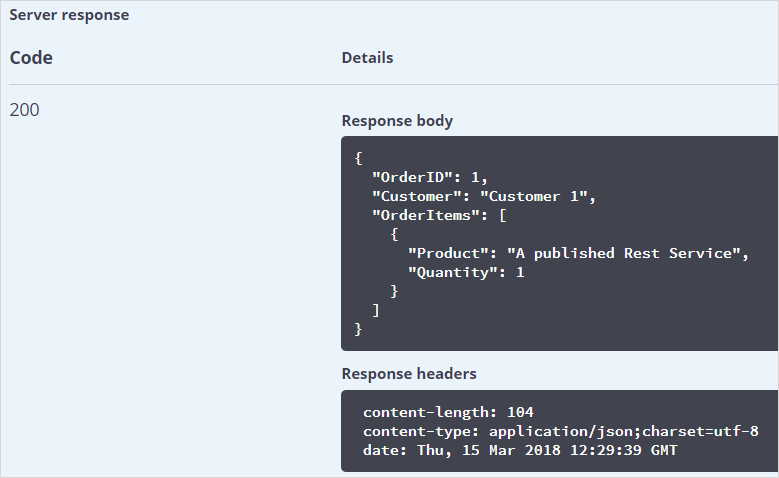 Server response
Code Details
200
Response body
{
"OrderID": 1,
"Customer": "Customer 1",
"OrderItems": [
{
"Product": "A published Rest Service",
"Quantity": 1
}
]
}
Response headers
content-length: 104
content-type: application/json;charset=utf-8
date: Thu, 15 Mar 2018 12:29:39 GMT